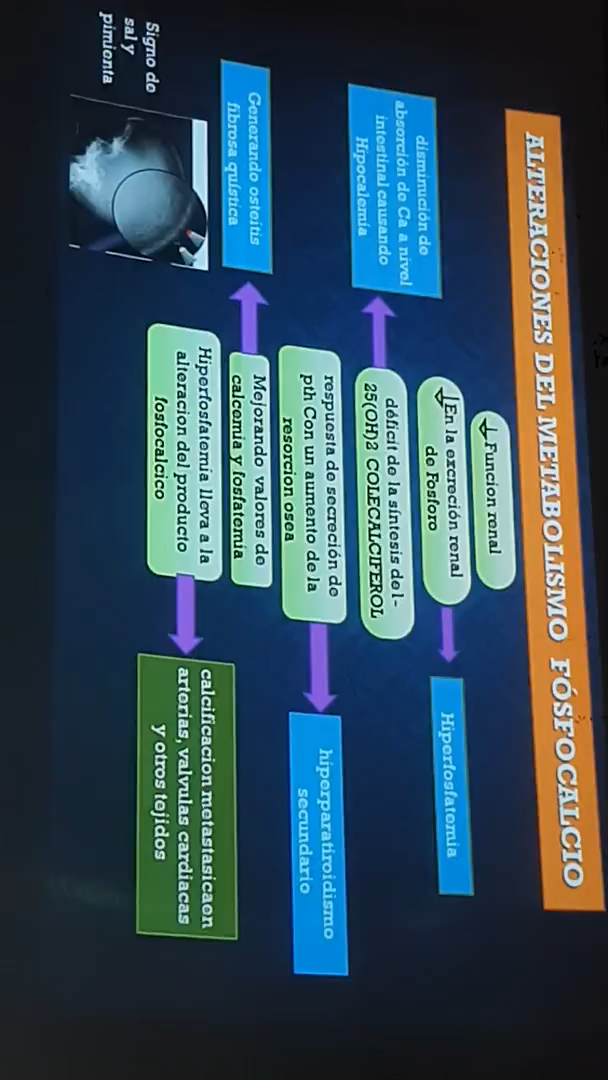 ALTERACIONES DEL METABOLISMO FÓSFOCALCIO
Funcion renal
En la excreción renal
de Fosforo
Hiperfosfatemia
déficit de la síntesis del-
25(OH)2 COLECALCIFEROL
disminución de
absorción de Ca a nivel
intestinal causando
Hipocalemia
respuesta de secreción de
pth Con un aumento de la
resorcion osea
hiperparatiroidismo
secundario
Mejorando valores de
calcemia y fosfatemia
Generando osteitis
fibrosa quística
Hiperfosfatemía lleva a la
alteracion del producto
fosfocalcico
calcificacion metastasicaen
arterias, valvulas cardiacas
y otros tejidos
Signo de
sal y
pimienta